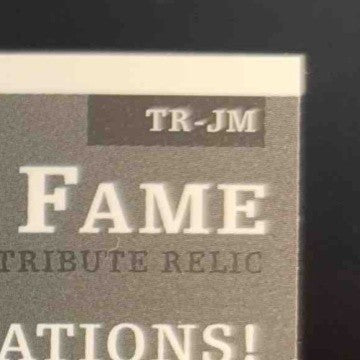 TR-JM
FAME
TRIBUTE RELIC
ATIONS!